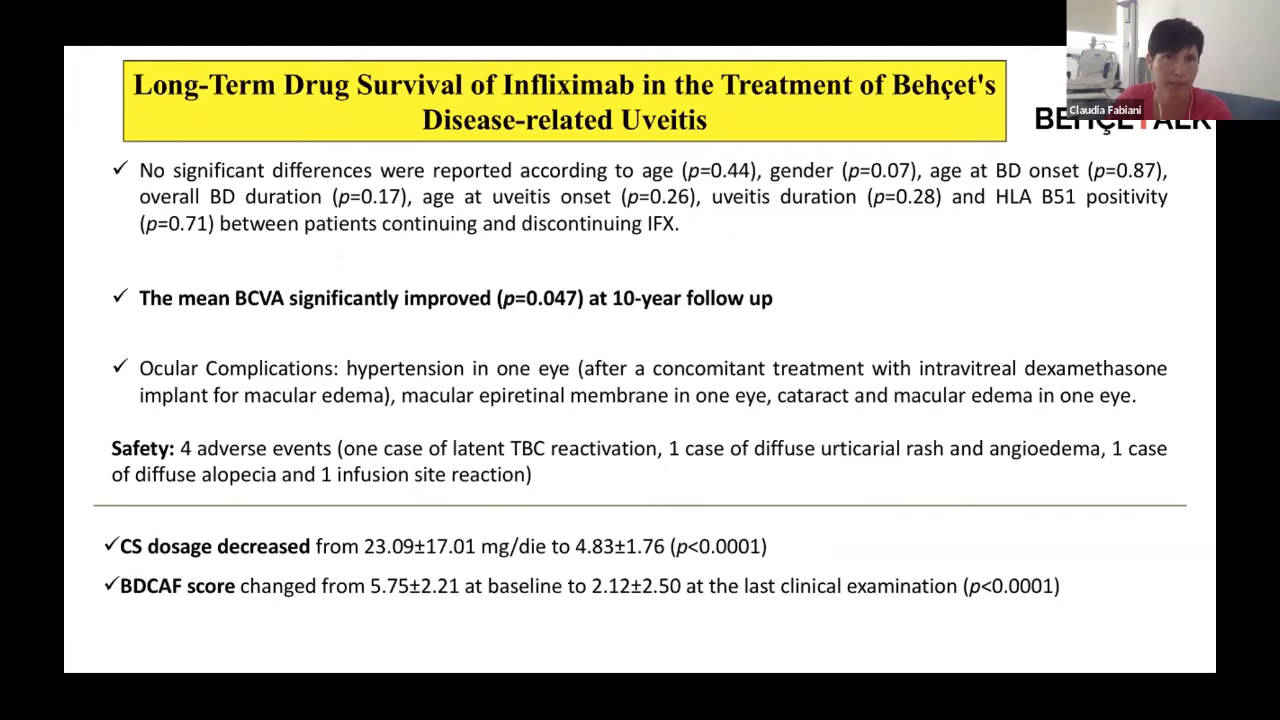 Long-Term Drug Survival of Infliximab in the Treatment of Behçet's
Disease-related Uveitis
Claudia Fabiani
✓ No significant differences were reported according to age (p=0.44), gender (p=0.07), age at BD onset (p=0.87),
overall BD duration (p=0.17), age at uveitis onset (p=0.26), uveitis duration (p=0.28) and HLA B51 positivity
(p=0.71) between patients continuing and discontinuing IFX.
✓ The mean BCVA significantly improved (p=0.047) at 10-year follow up
✓ Ocular Complications: hypertension in one eye (after a concomitant treatment with intravitreal dexamethasone
implant for macular edema), macular epiretinal membrane in one eye, cataract and macular edema in one eye.
Safety: 4 adverse events (one case of latent TBC reactivation, 1 case of diffuse urticarial rash and angioedema, 1 case
of diffuse alopecia and 1 infusion site reaction)
✓CS dosage decreased from 23.09±17.01 mg/die to 4.83±1.76 (p<0.0001)
✓BDCAF score changed from 5.75±2.21 at baseline to 2.12±2.50 at the last clinical examination (p<0.0001)